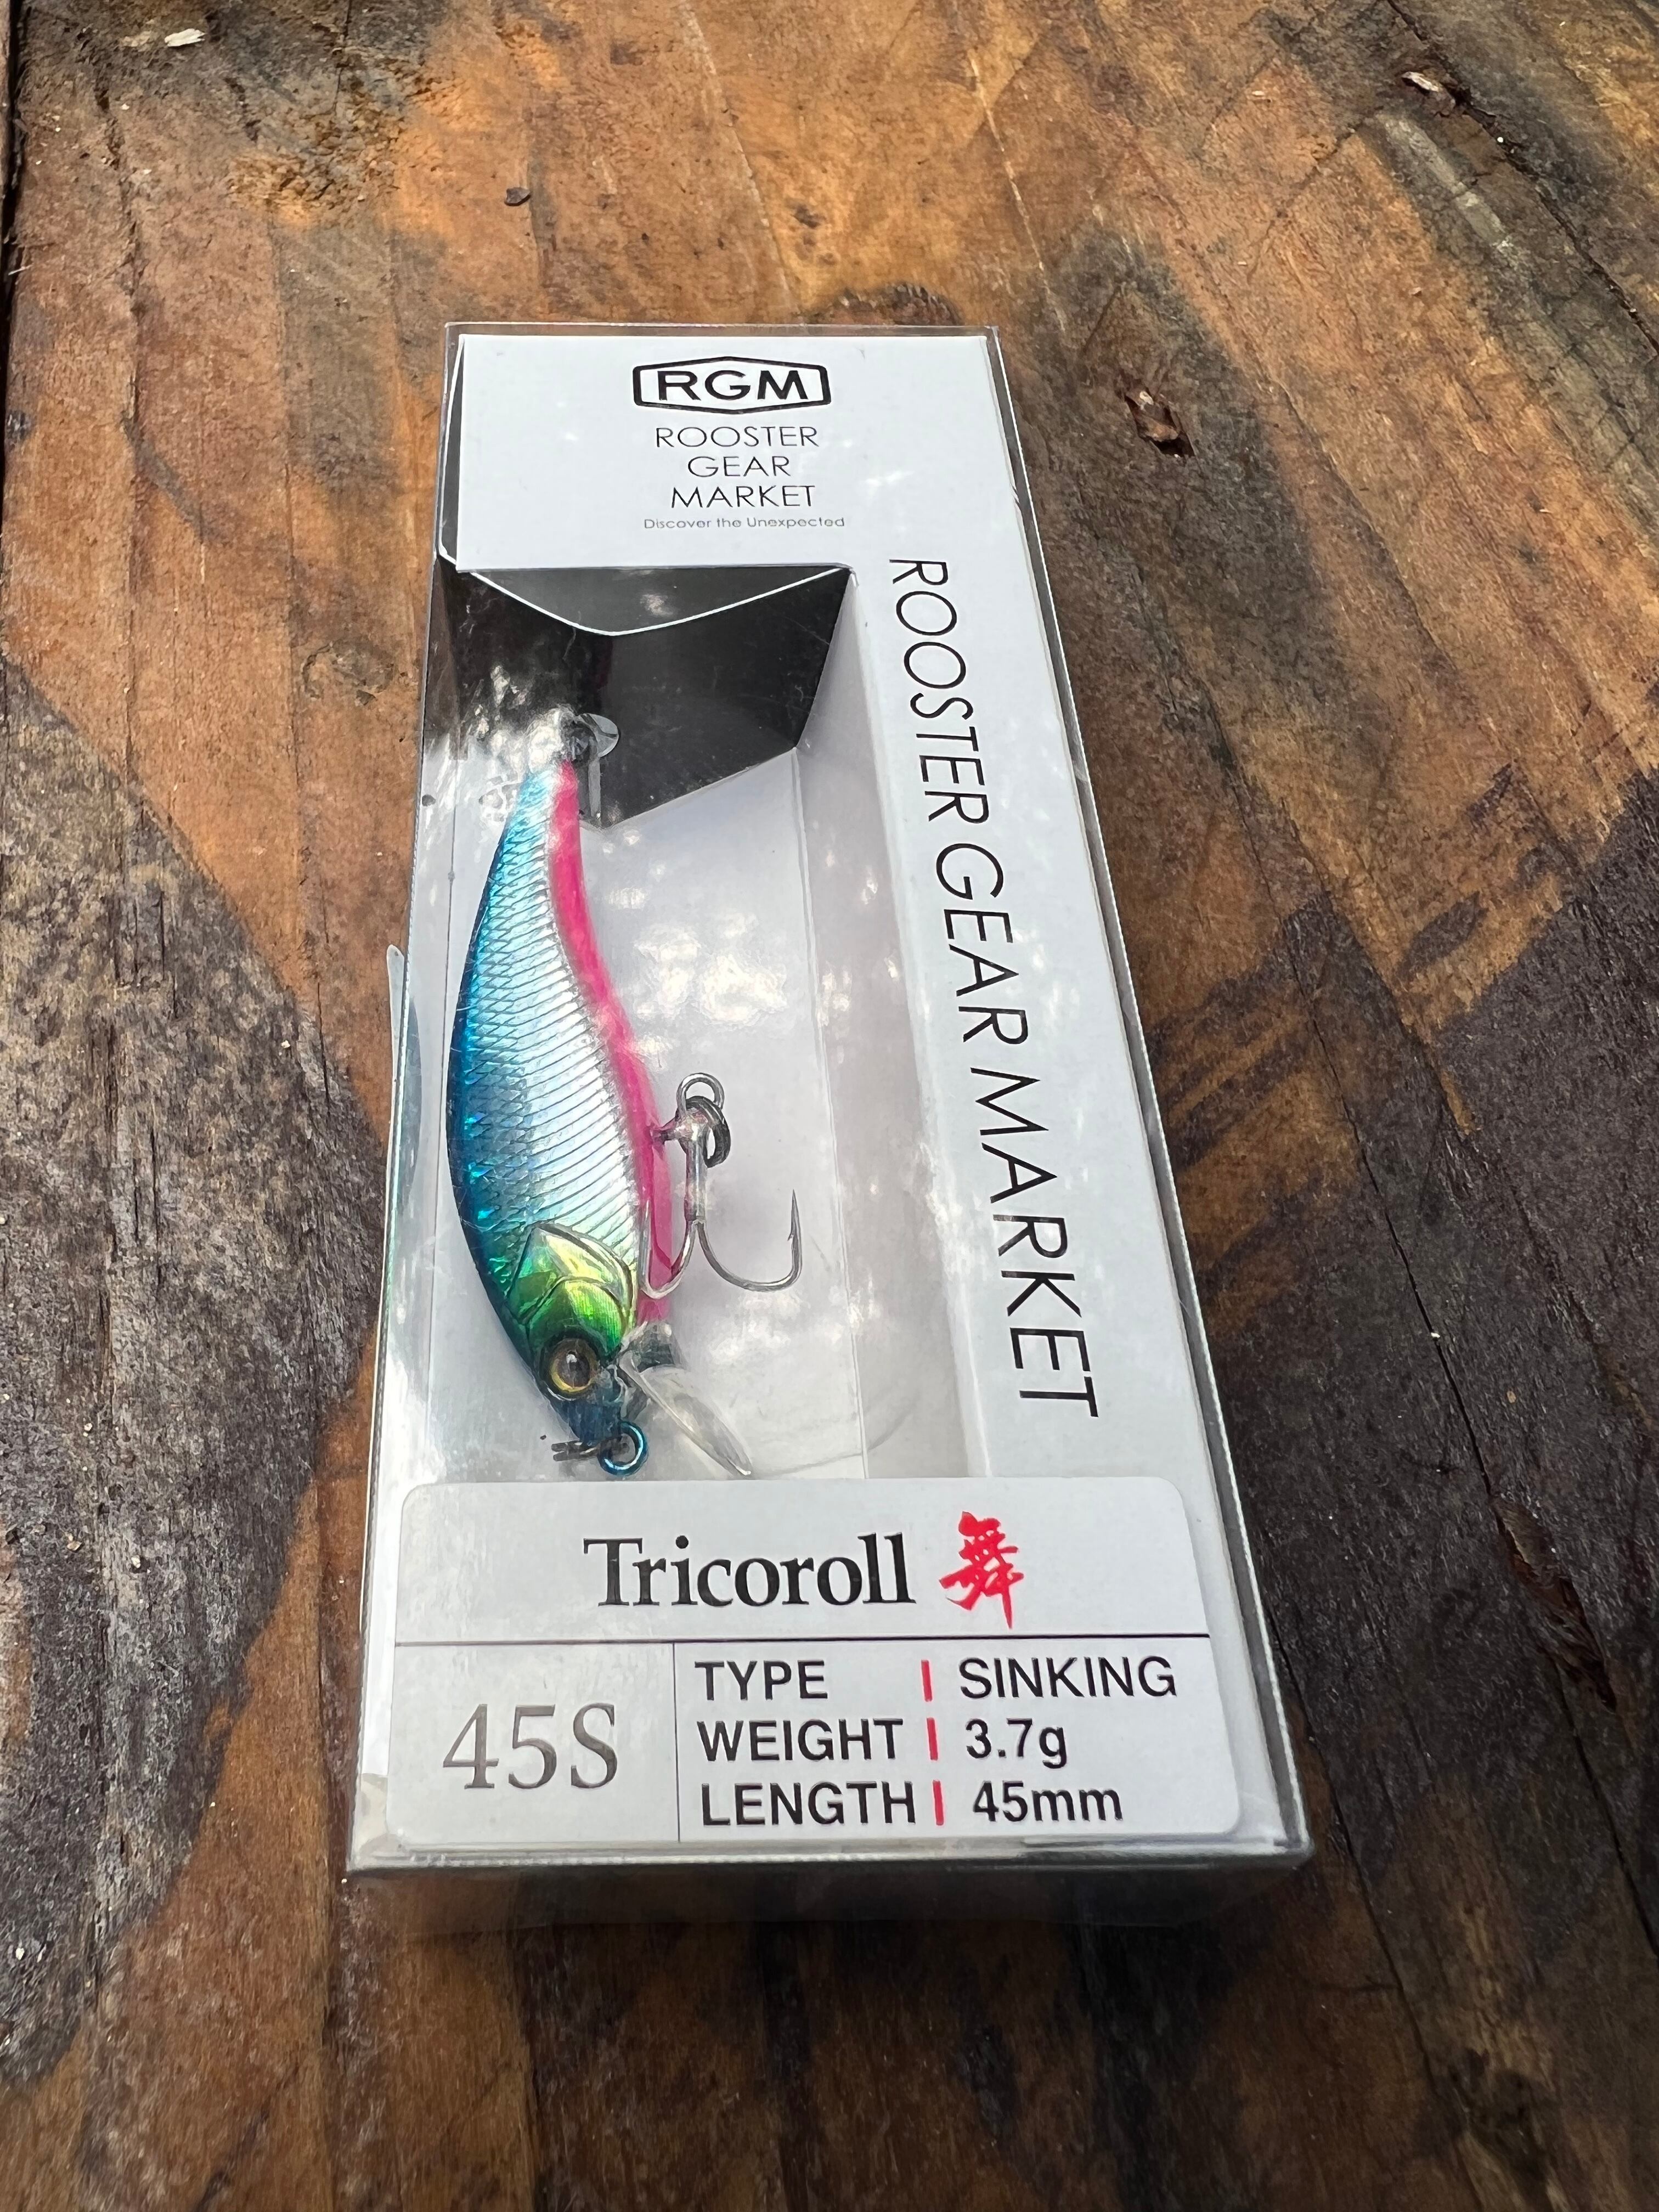 RGM
ROOSTER
GEAR
MARKET
Discover the Unexpected
ROOSTER GEAR MARKET
Tricoroll 舞
45S
TYPE | SINKING
WEIGHT | 3.7g
LENGTH | 45mm